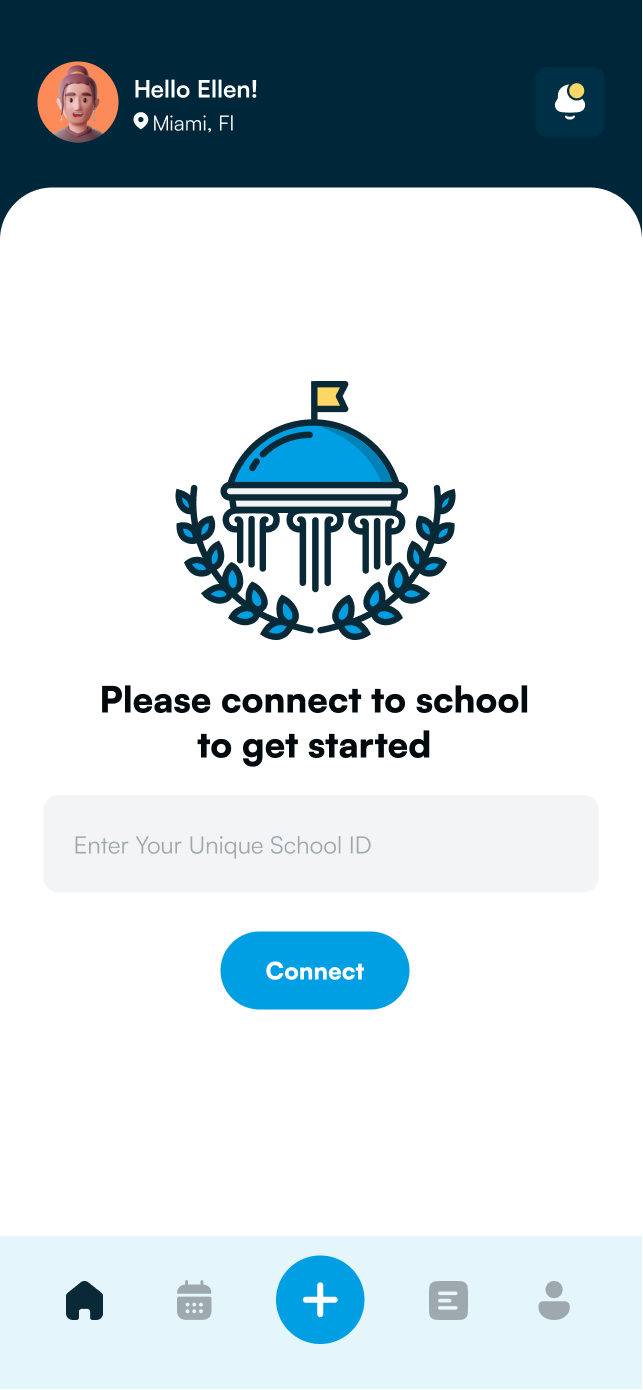 Hello Ellen!
Miami, Fl
Please connect to school
to get started
Enter Your Unique School ID
Connect